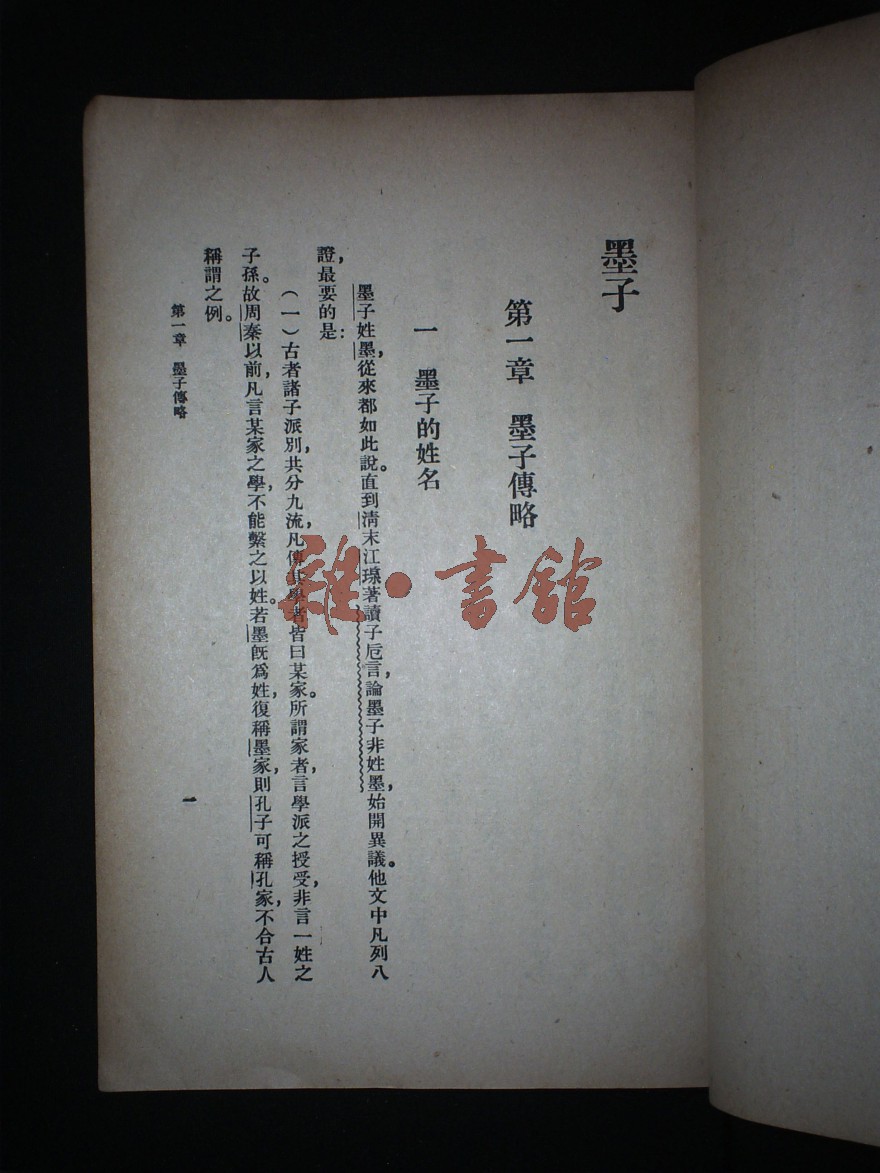 墨子
第一章　墨子傳略
一　墨子的姓名
墨子姓墨，從來都如此說。直到清末江瑔著讀子卮言，論墨子非姓墨，始開異議。他文中凡列八
證，最要的是：
（一）古者諸子派別，共分九流，凡傳其學者皆曰某家。所謂家者，言學派之授受，非言一姓之
子孫。故周秦以前，凡言某家之學，不能繫之以姓。若墨旣爲姓，復稱墨家，則孔子可稱孔家，不合古人
稱謂之例。
第一章　墨子傳略
一
雜·書館